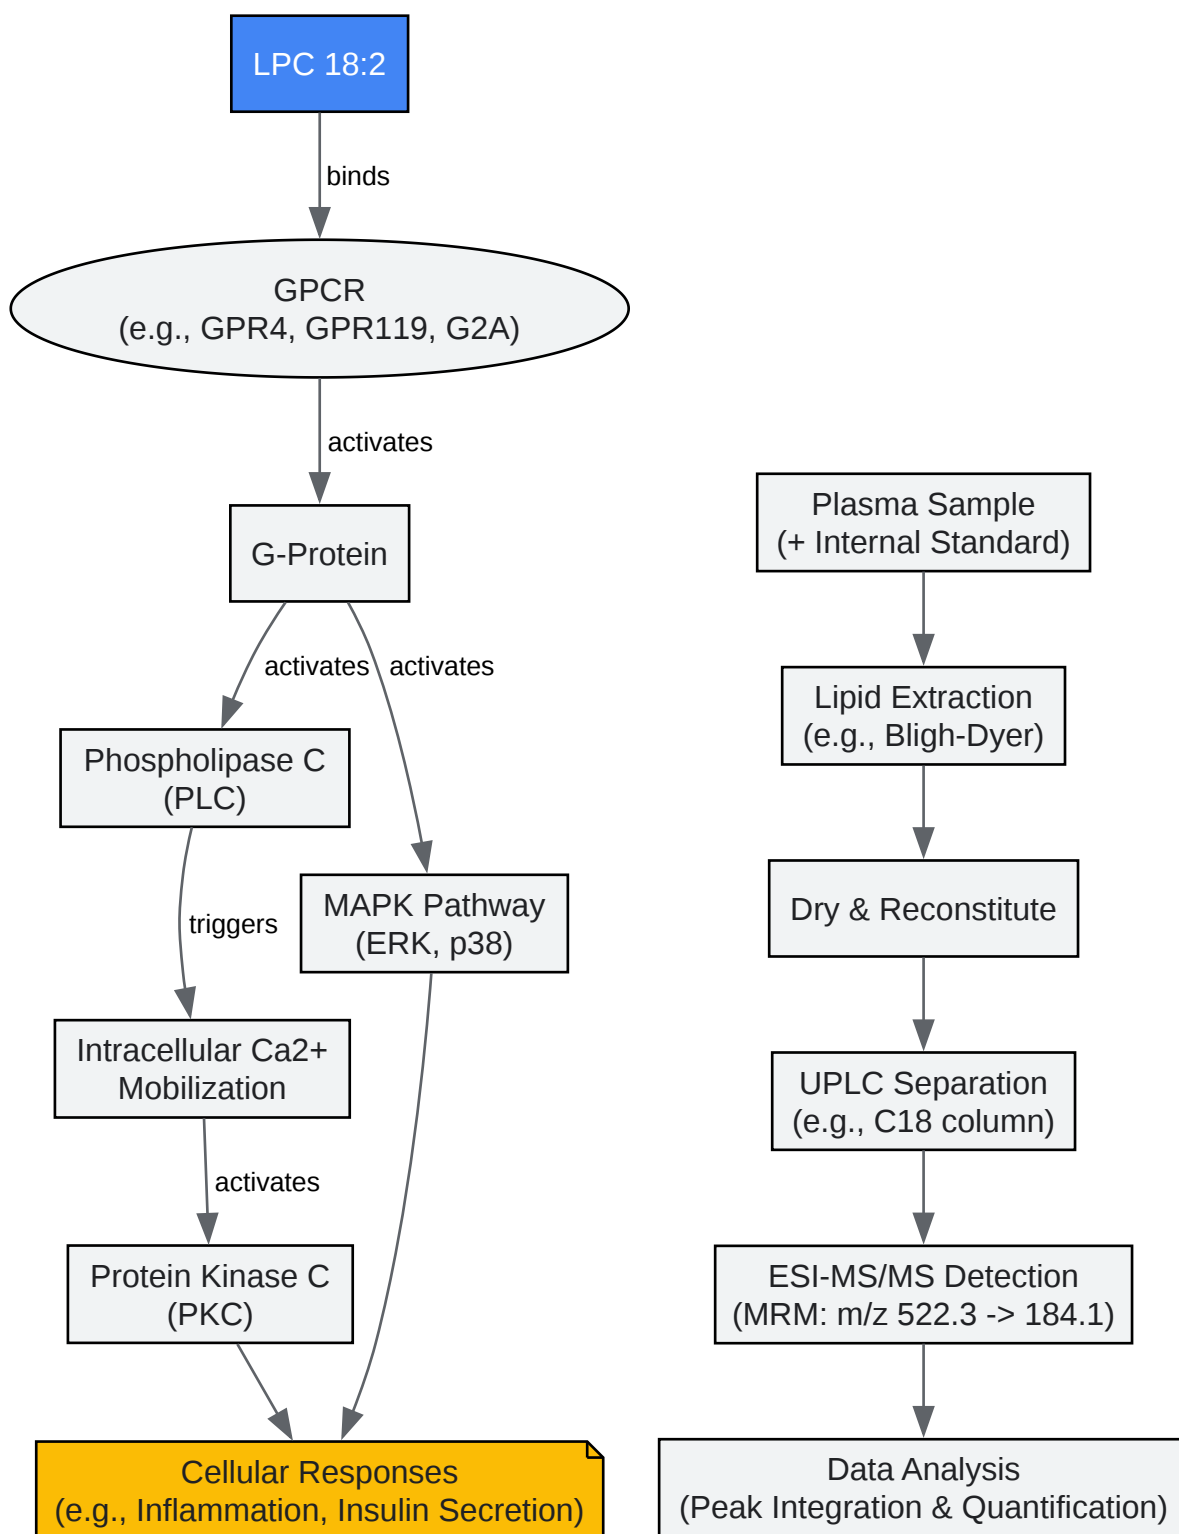 LPC 18:2
binds
GPCR
(e.g., GPR4, GPR119, G2A)
activates
G-Protein
activates
activates
Phospholipase C
(PLC)
triggers
MAPK Pathway
(ERK, p38)
Intracellular Ca2+
Mobilization
activates
Protein Kinase C
(PKC)
Cellular Responses
(e.g., Inflammation, Insulin Secretion)
Plasma Sample
(+ Internal Standard)
Lipid Extraction
(e.g., Bligh-Dyer)
Dry & Reconstitute
UPLC Separation
(e.g., C18 column)
ESI-MS/MS Detection
(MRM: m/z 522.3 -> 184.1)
Data Analysis
(Peak Integration & Quantification)